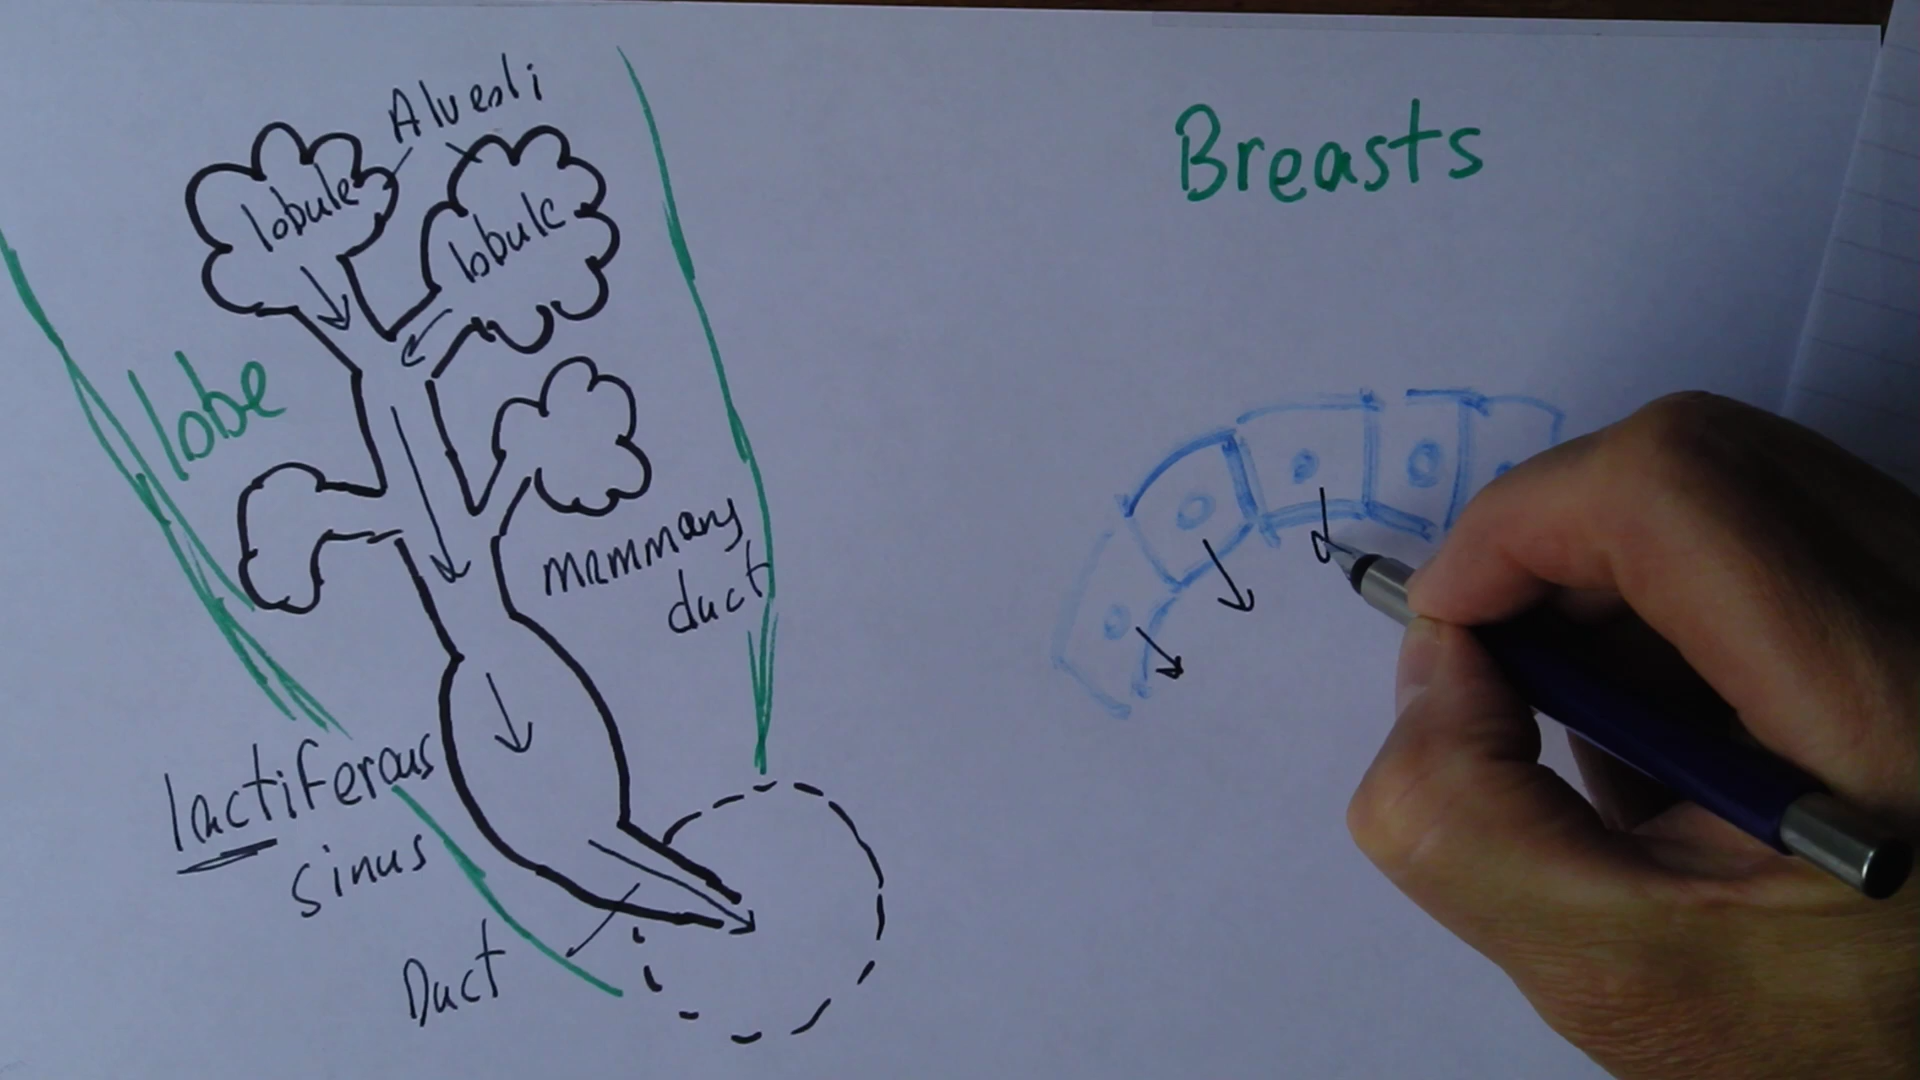 Alveoli
Breasts
lobule
lobule
lobe
mammary
duct
lactiferous
sinus
Duct